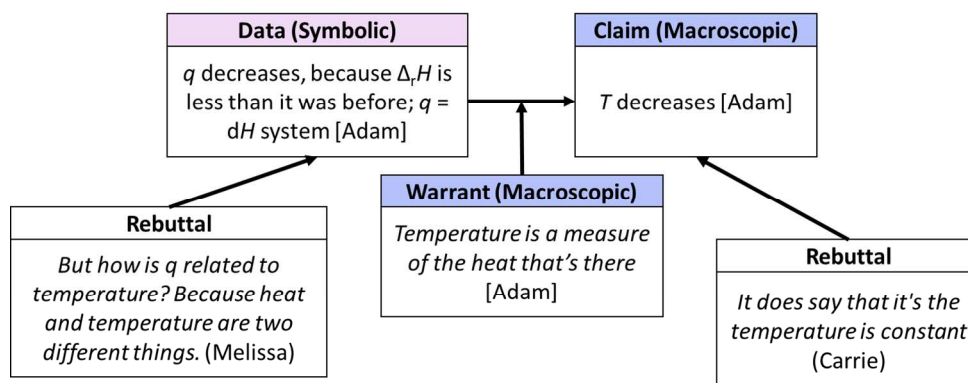 Data (Symbolic)
q decreases, because ΔrH is
less than it was before; q =
dH system [Adam]
Claim (Macroscopic)
T decreases [Adam]
Warrant (Macroscopic)
Temperature is a measure
of the heat that’s there
[Adam]
Rebuttal
But how is q related to
temperature? Because heat
and temperature are two
different things. (Melissa)
Rebuttal
It does say that it's the
temperature is constant
(Carrie)